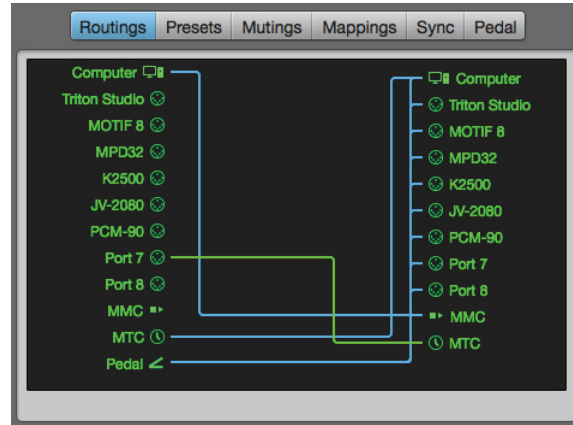 Routings Presets Mutings Mappings Sync Pedal
Computer
Triton Studio
MOTIF 8
MPD32
K2500
JV-2080
PCM-90
Port 7
Port 8
MMC
MTC
Pedal
Computer
Triton Studio
MOTIF 8
MPD32
K2500
JV-2080
PCM-90
Port 7
Port 8
MMC
MTC